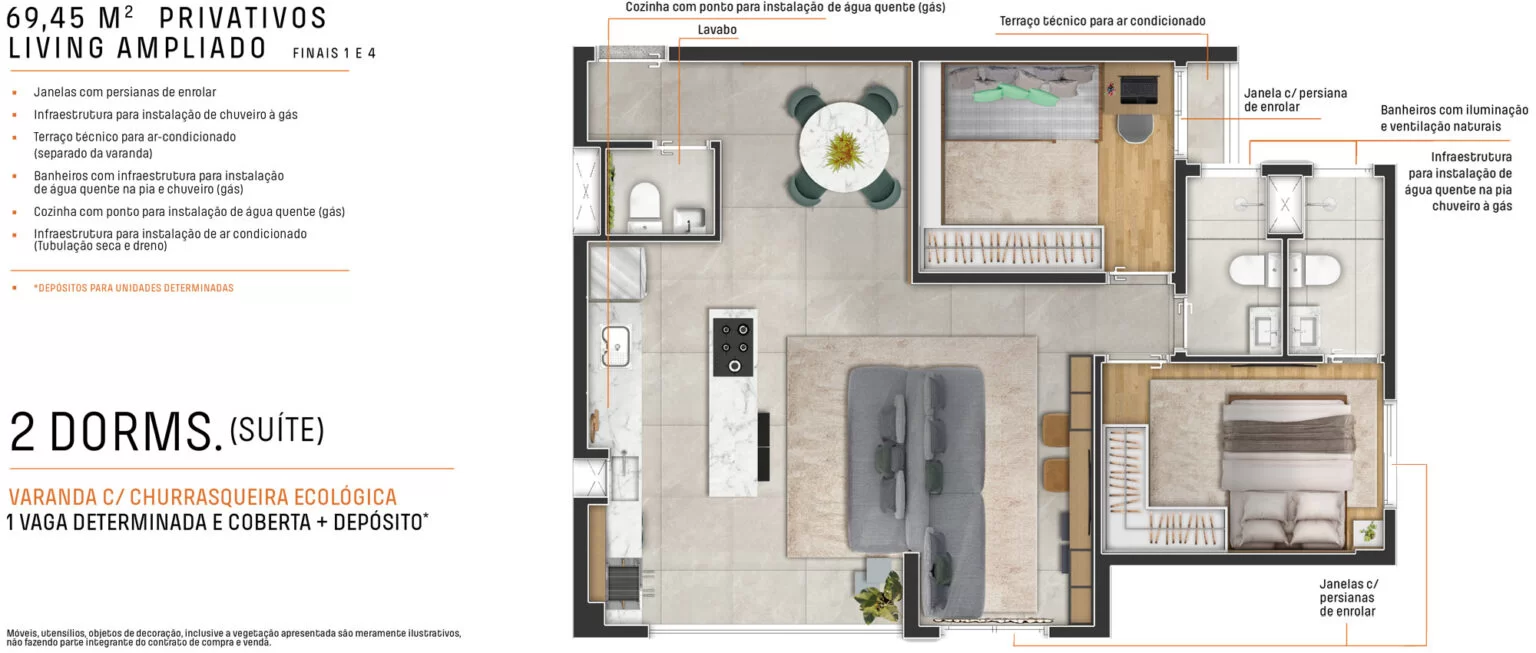 69,45 M² PRIVATIVOS
LIVING AMPLIADO FINAIS 1 E 4
Janelas com persianas de enrolar
Infraestrutura para instalação de chuveiro à gás
Terraço técnico para ar-condicionado
(separado da varanda)
Banheiros com infraestrutura para instalação
de água quente na pia e chuveiro (gás)
Cozinha com ponto para instalação de água quente (gás)
Infraestrutura para instalação de ar condicionado
(Tubulação seca e dreno)
*DEPÓSITOS PARA UNIDADES DETERMINADAS
2 DORMS. (SUÍTE)
VARANDA C/ CHURRASQUEIRA ECOLÓGICA
1 VAGA DETERMINADA E COBERTA + DEPÓSITO*
Móveis, utensílios, objetos de decoração, inclusive a vegetação apresentada são meramente ilustrativos,
não fazendo parte integrante do contrato de compra e venda.
Cozinha com ponto para instalação de água quente (gás)
Lavabo
Terraço técnico para ar condicionado
Janela c/ persiana
de enrolar
Banheiros com iluminação
e ventilação naturais
Infraestrutura
para instalação de
água quente na pia
chuveiro à gás
Janelas c/
persianas
de enrolar